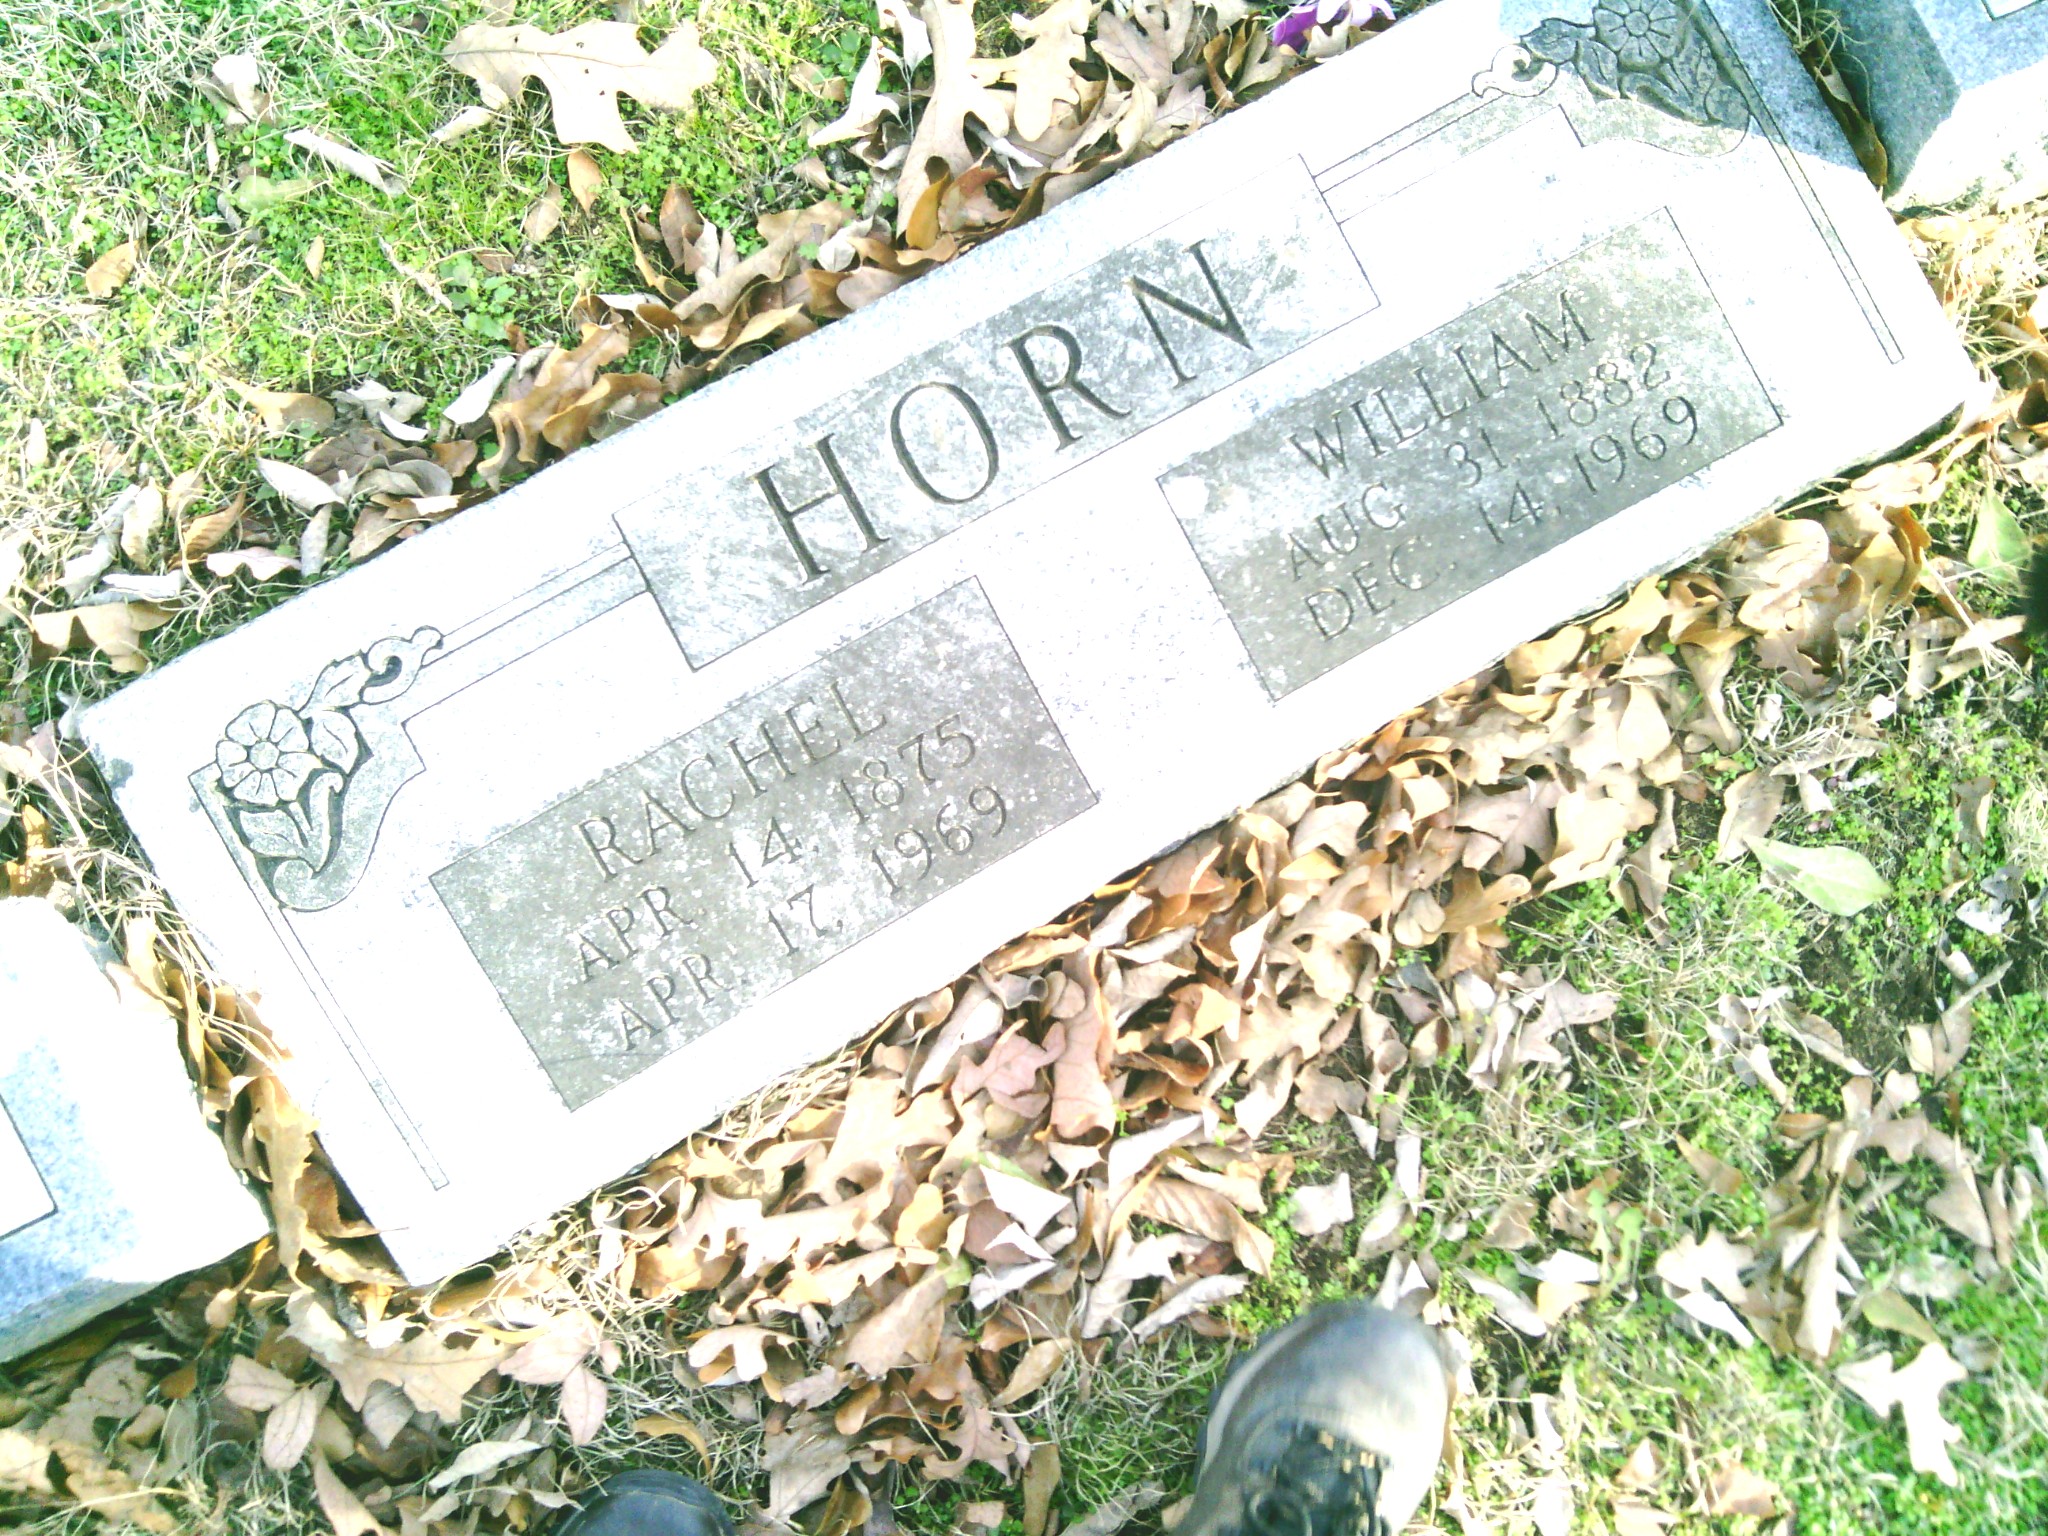 HORN
RACHEL
APR. 14, 1875
APR. 17, 1969
WILLIAM
AUG 31, 1882
DEC. 14, 1969